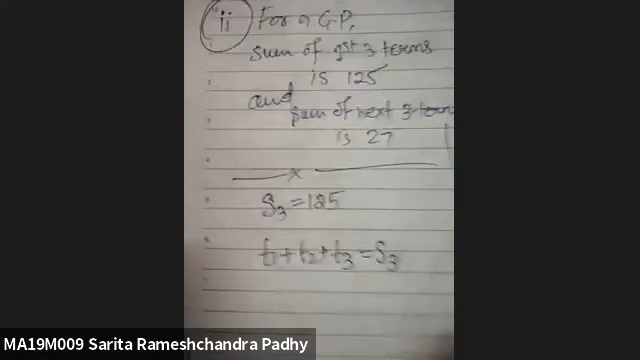 ii For a G.P,
sum of 1st 3 terms
is 125
and
sum of next 3 term
is 27
x
S3 = 125
t1 + t2 + t3 = S3
MA19M009 Sarita Rameshchandra Padhy